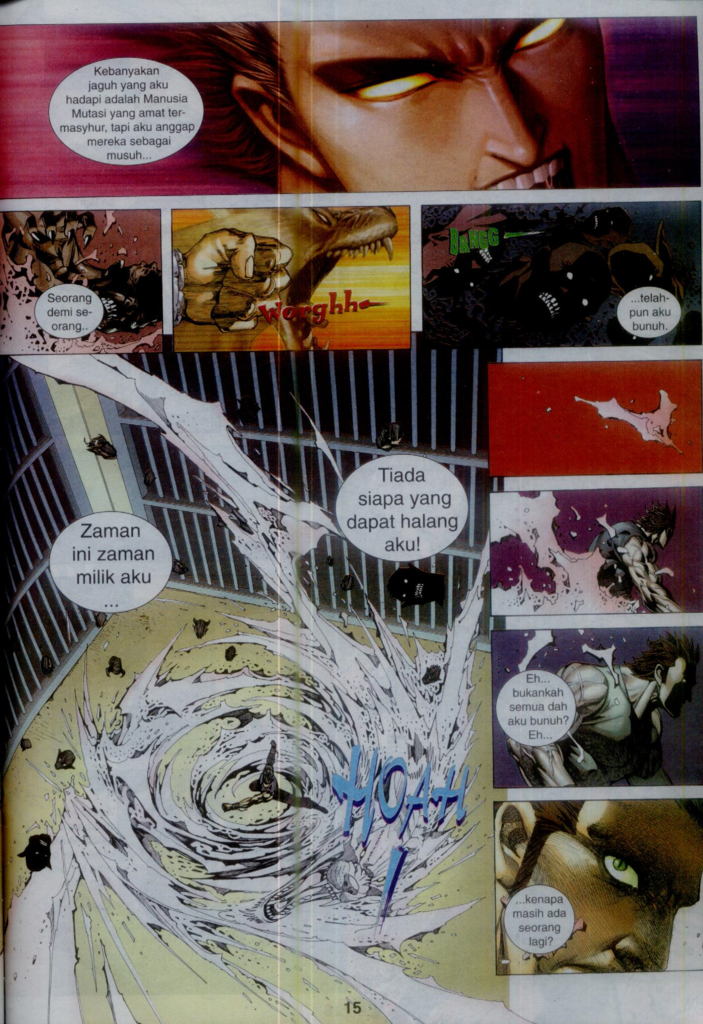 Kebanyakan
jaguh yang aku
hadapi adalah Manusia
Mutasi yang amat ter-
masyhur, tapi aku anggap
mereka sebagai
musuh...
Seorang
demi se-
orang..
Worghh
BANGG
...telah-
pun aku
bunuh.
Tiada
siapa yang
dapat halang
aku!
Zaman
ini zaman
milik aku
...
HOAH
!
Eh...
bukankah
semua dah
aku bunuh?
Eh...
...kenapa
masih ada
seorang
lagi?
15